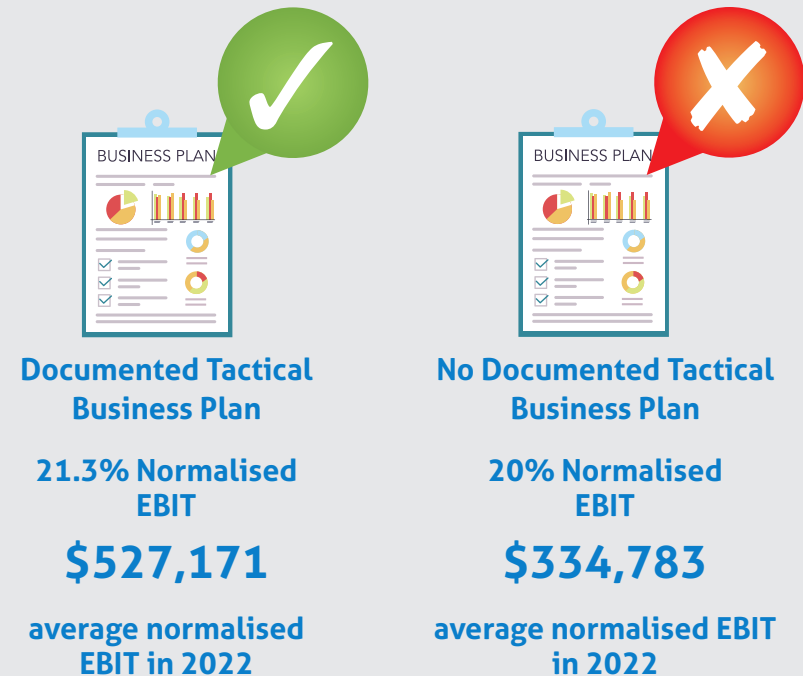 BUSINESS PLAN
Documented Tactical
Business Plan
21.3% Normalised
EBIT
$527,171
average normalised
EBIT in 2022
BUSINESS PLAN
No Documented Tactical
Business Plan
20% Normalised
EBIT
$334,783
average normalised EBIT
in 2022